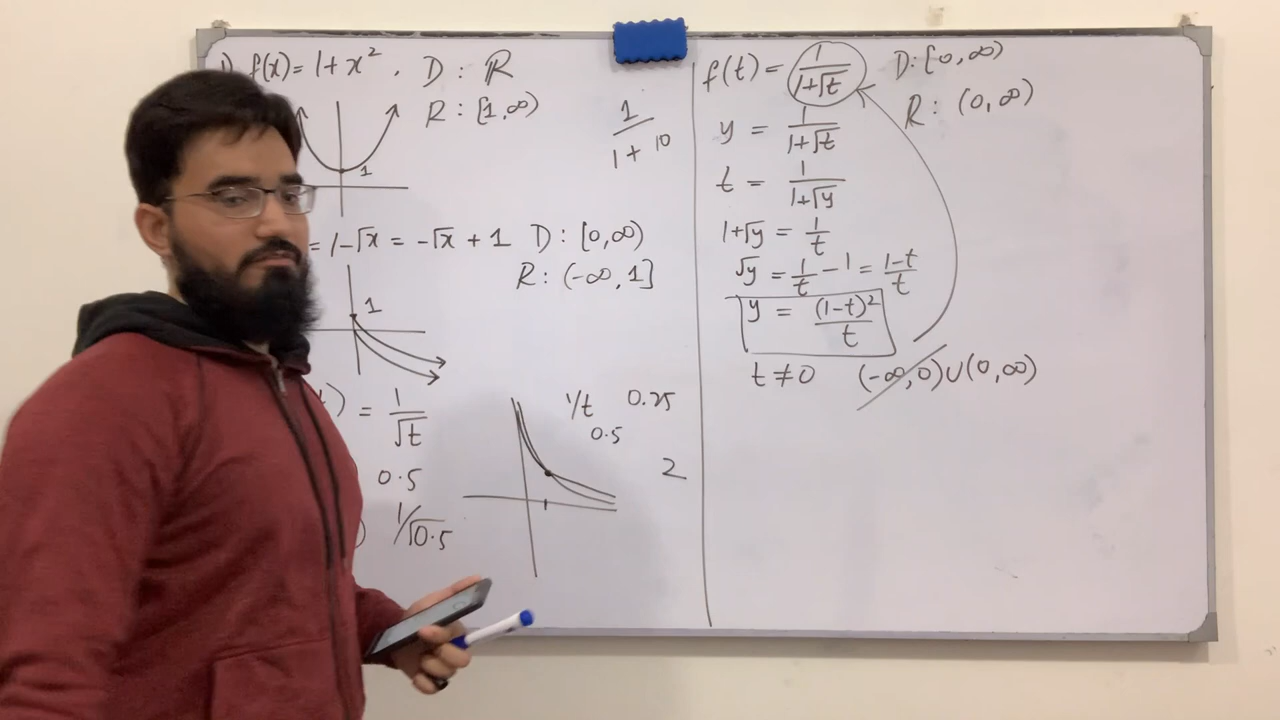 1) f(x) = 1+x², D : ℝ
R : [1,∞)
1
1/(1+10)
= 1-√x = -√x + 1 D : [0,∞)
R : (-∞, 1]
1
t) = 1/√t
0.5
) 1/√0.5
1/t 0.25
0.5
2
f(t) = 1/(1+√t) D: [0,∞)
R : (0,∞)
y = 1/(1+√t)
t = 1/(1+√y)
1+√y = 1/t
√y = 1/t - 1 = (1-t)/t
y = (1-t)²/t
t ≠ 0 (-∞,0)∪(0,∞)